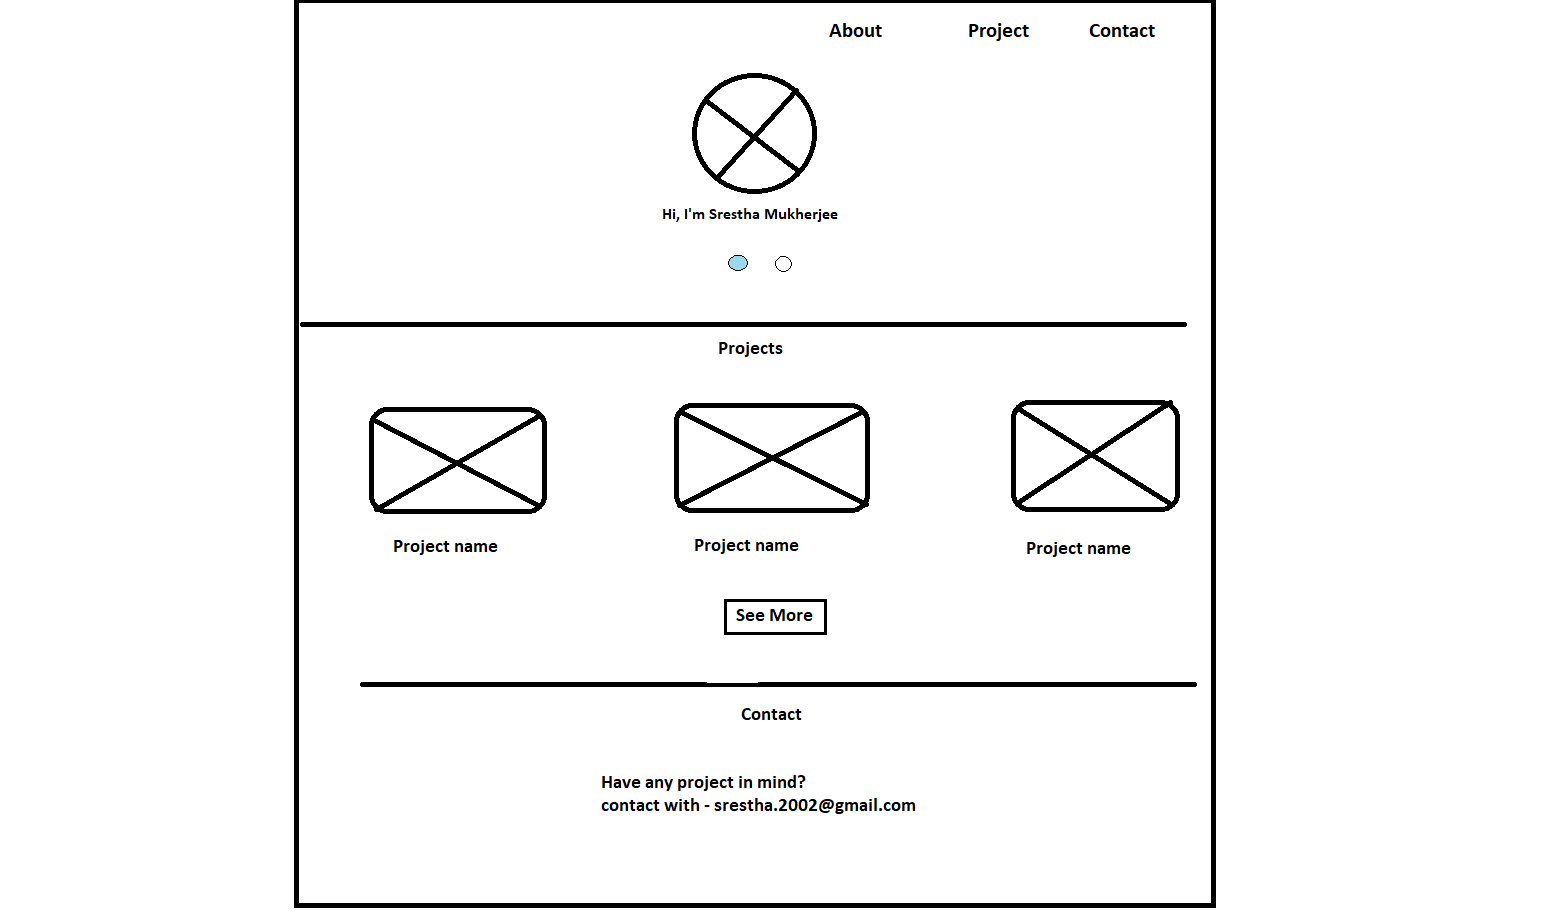 About Project Contact
Hi, I'm Srestha Mukherjee
Projects
Project name Project name Project name
See More
Contact
Have any project in mind?
contact with - srestha.2002@gmail.com